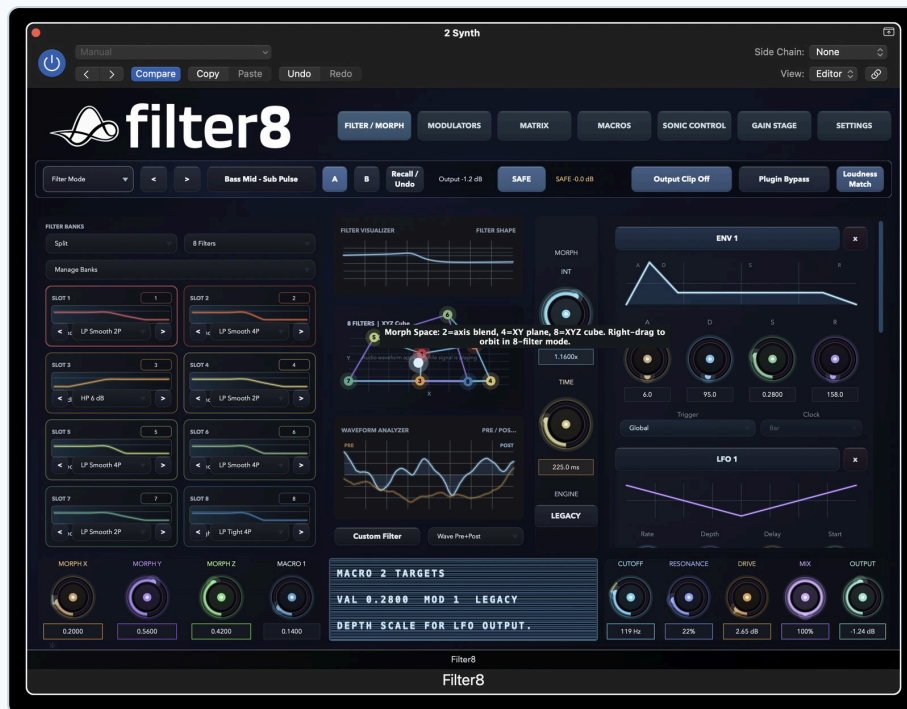 2 Synth
Manual
Side Chain: None
< > Compare Copy Paste Undo Redo
View: Editor
filter8
FILTER / MORPH MODULATORS MATRIX MACROS SONIC CONTROL GAIN STAGE SETTINGS
Filter Mode < > Bass Mid - Sub Pulse A B Recall / Undo Output -1.2 dB SAFE SAFE -0.0 dB Output Clip Off Plugin Bypass Loudness Match
FILTER BANKS
Split 8 Filters
Manage Banks
SLOT 1 1
< LP Smooth 2P >
SLOT 2 2
< LP Smooth 4P >
SLOT 3 3
< HP 6 dB >
SLOT 4 4
< LP Smooth 2P >
SLOT 5 5
< LP Smooth 4P >
SLOT 6 6
< LP Smooth 4P >
SLOT 7 7
< LP Smooth 2P >
SLOT 8 8
< LP Tight 4P >
FILTER VISUALIZER FILTER SHAPE
8 FILTERS | XYZ Cube
Morph Space: 2=axis blend, 4=XY plane, 8=XYZ cube. Right-drag to
orbit in 8-filter mode.
6
5
Y
7 3 8 4
X
WAVEFORM ANALYZER PRE / POS...
PRE POST
Custom Filter Wave Pre+Post
MORPH
INT
1.1600x
TIME
225.0 ms
ENGINE
LEGACY
ENV 1 x
A D S R
A D S R
6.0 95.0 0.2800 158.0
Trigger Clock
Global Bar
LFO 1 x
Rate Depth Delay Start
MORPH X MORPH Y MORPH Z MACRO 1
0.2000 0.5600 0.4200 0.1400
MACRO 2 TARGETS
VAL 0.2800 MOD 1 LEGACY
DEPTH SCALE FOR LFO OUTPUT.
CUTOFF RESONANCE DRIVE MIX OUTPUT
119 Hz 22% 2.65 dB 100% -1.24 dB
Filter8
Filter8